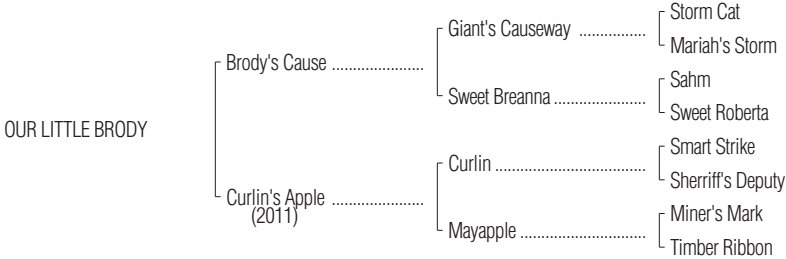 Storm Cat
Giant's Causeway ................
Mariah's Storm
Brody's Cause ......................
Sahm
Sweet Breanna ......................
Sweet Roberta
OUR LITTLE BRODY
Smart Strike
Curlin ....................................
Sherriff's Deputy
Curlin's Apple ......................
(2011)
Miner's Mark
Mayapple ..............................
Timber Ribbon